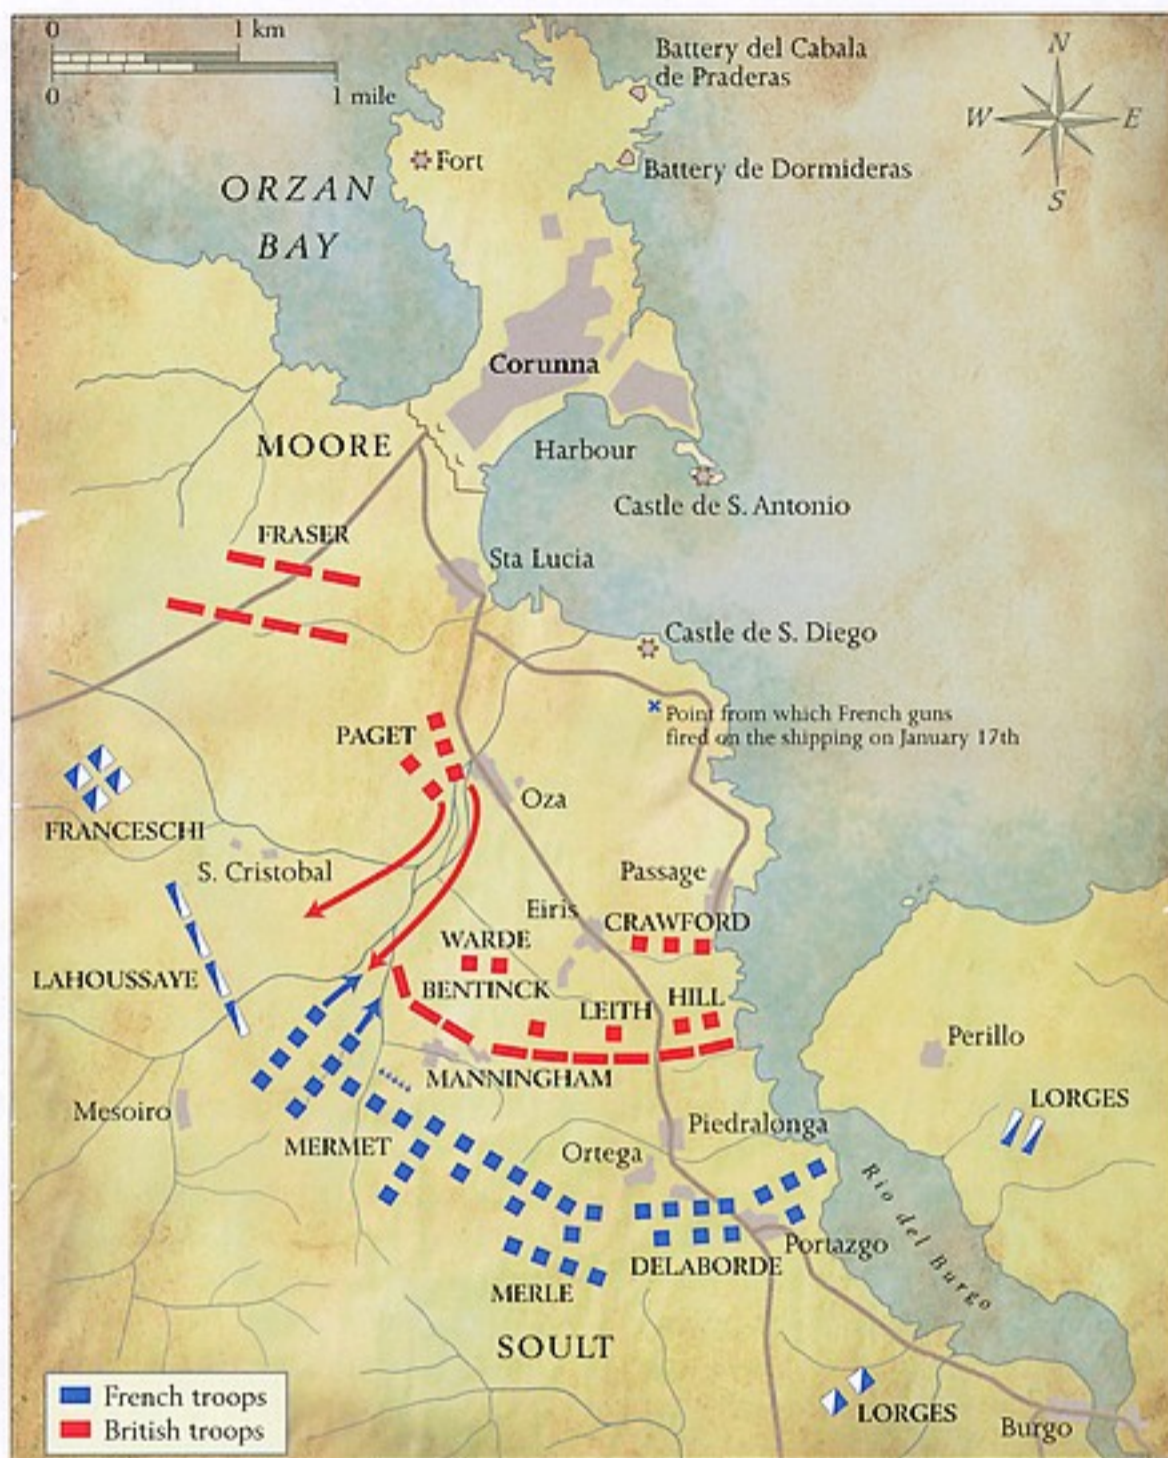 0 1 km
0 1 mile
Battery del Cabala
de Praderas
N
W E
S
Fort
Battery de Dormideras
ORZAN
BAY
Corunna
MOORE
Harbour
Castle de S. Antonio
FRASER
Sta Lucia
Castle de S. Diego
Point from which French guns
fired on the shipping on January 17th
PAGET
Oza
FRANCESCHI
S. Cristobal
Passage
Eiris
CRAWFORD
WARDE
LAHOUSSAYE
BENTINCK
HILL
LEITH
Perillo
MANNINGHAM
LORGES
Mesoiro
MERMET
Piedralonga
Ortega
Rio del Burgo
Portazgo
DELABORDE
MERLE
SOULT
French troops
British troops
LORGES
Burgo